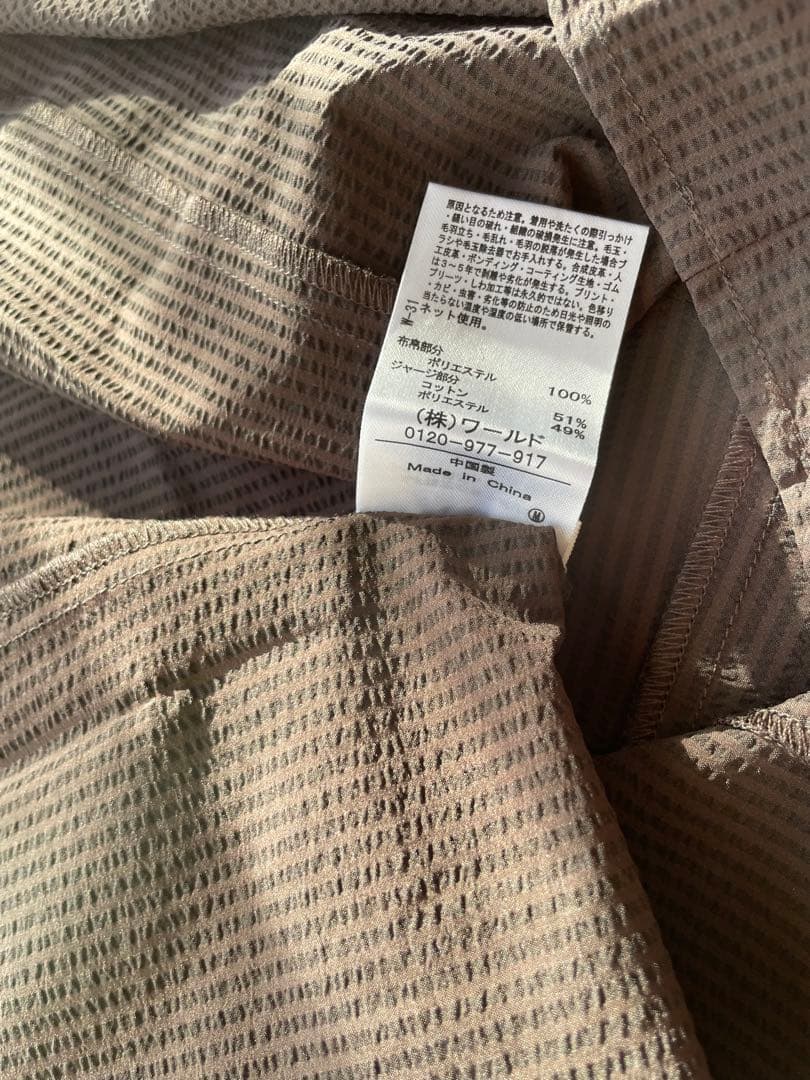 原因となるため注意。着用や洗たくの際引っかけ
・縫い目の破れ・組織の破損発生に注意。毛玉・
毛羽立ち・毛乱れ・毛羽の脱落が発生した場合ブ
ラシや毛玉除去器でお手入れする。合成皮革・人
工皮革・ボンディング・コーティング生地・ゴム
は3～5年で剥離や劣化が発生する。プリント・
プリーツ・しわ加工等は永久的ではない。色移り
・カビ・虫害・劣化等の防止のため日光や照明の
当たらない温度や湿度の低い場所で保管する。
ネット使用。
W-31
布帛部分
ポリエステル 100%
ジャージ部分
コットン 51%
ポリエステル 49%
(株)ワールド
0120-977-917
中国製
Made in China
M